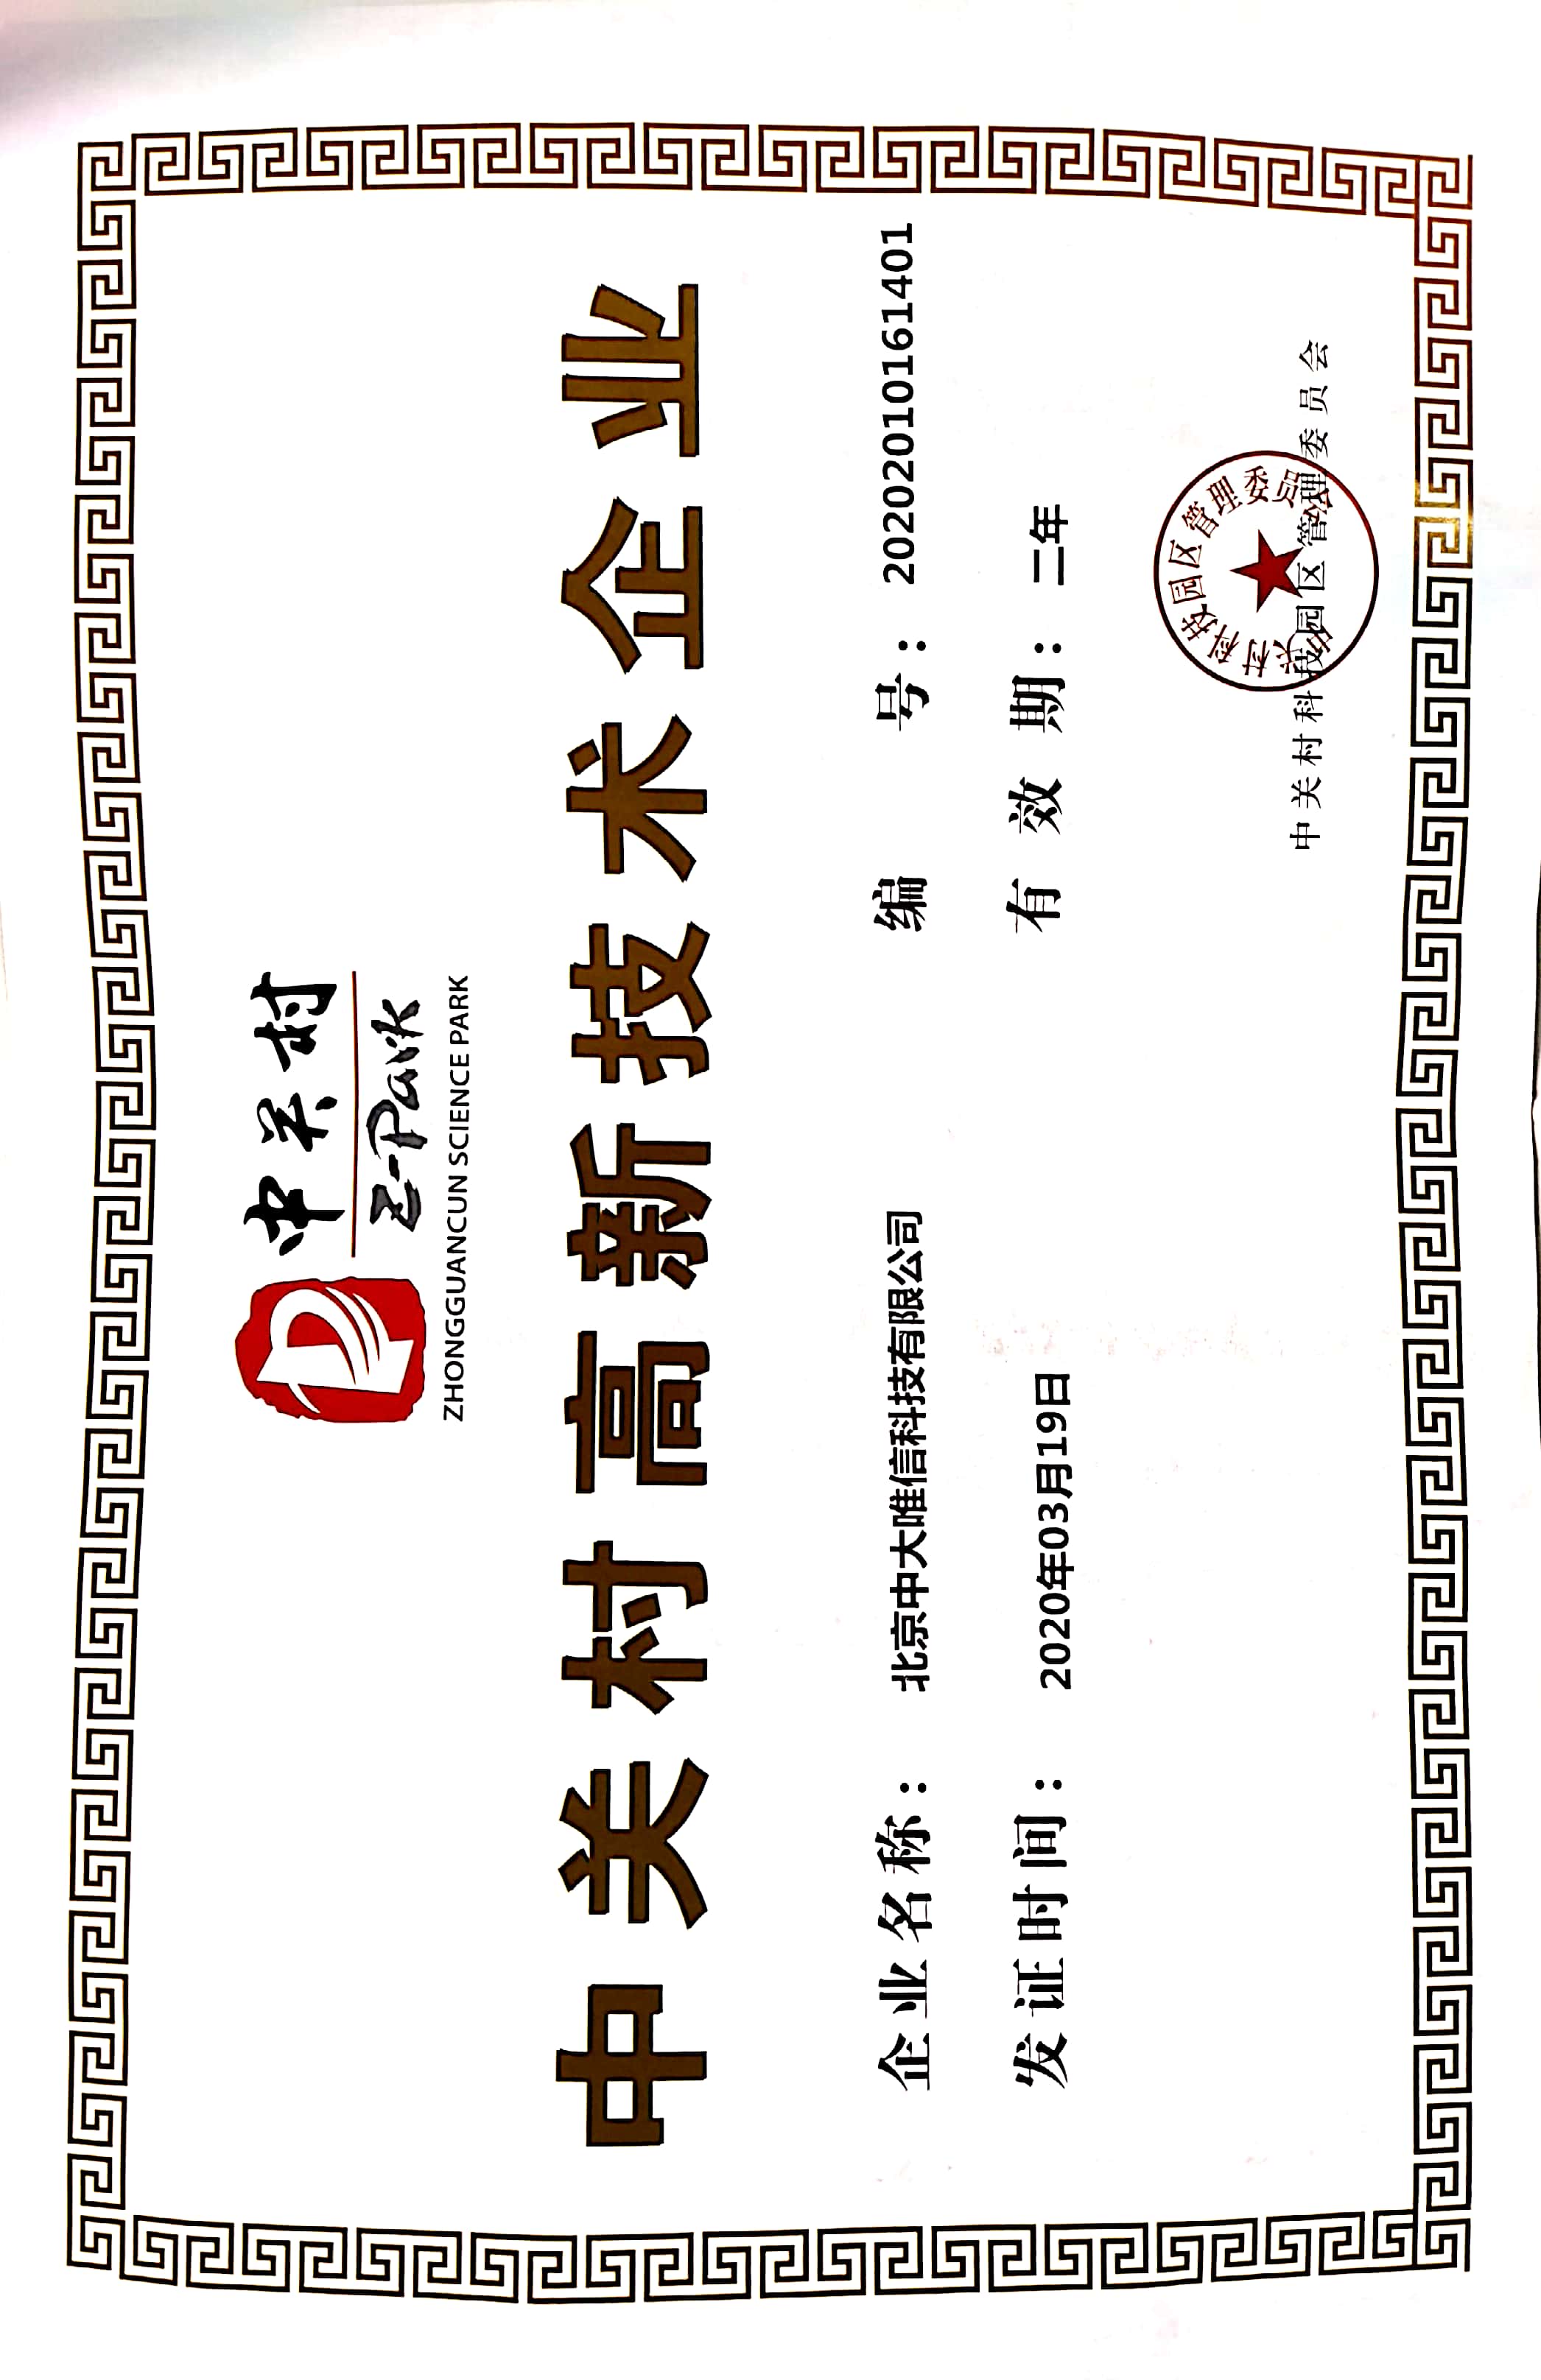 中关村
Z-Park
ZHONGGUANCUN SCIENCE PARK
中关村高新技术企业
企业名称： 北京中大唯信科技有限公司
编号： 20202010161401
发证时间： 2020年03月19日
有效期： 二年
中关村科技园区管理委员会
中关村科技园区管理委员会